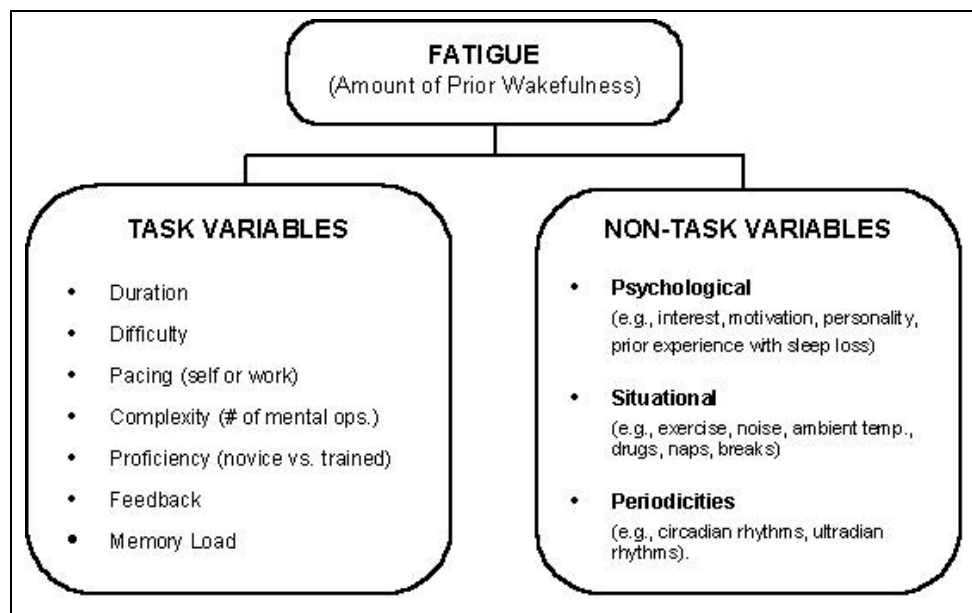 FATIGUE
(Amount of Prior Wakefulness)
TASK VARIABLES
• Duration
• Difficulty
• Pacing (self or work)
• Complexity (# of mental ops.)
• Proficiency (novice vs. trained)
• Feedback
• Memory Load
NON-TASK VARIABLES
• Psychological
(e.g., interest, motivation, personality,
prior experience with sleep loss)
• Situational
(e.g., exercise, noise, ambient temp.,
drugs, naps, breaks)
• Periodicities
(e.g., circadian rhythms, ultradian
rhythms).